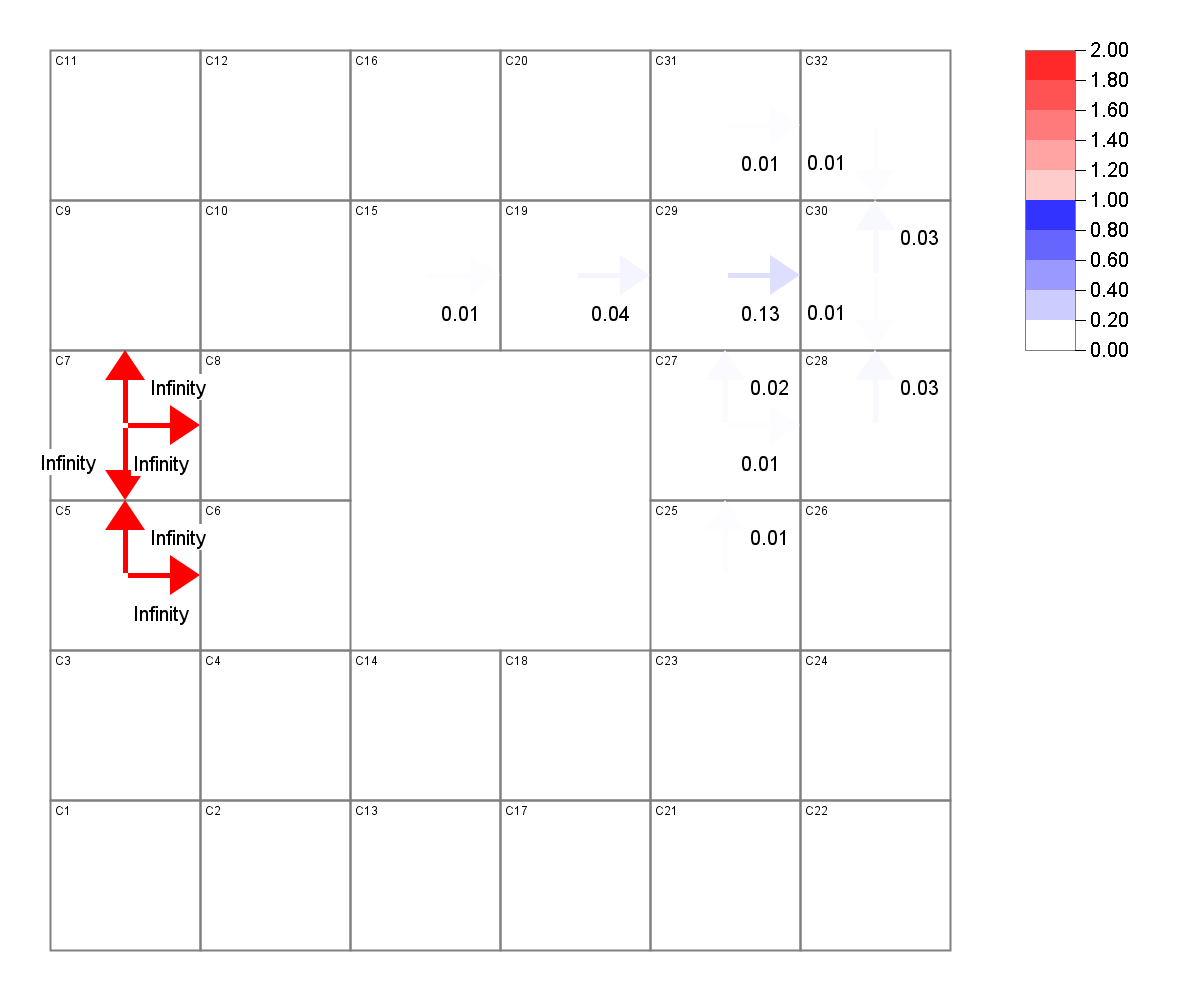 C11 C12 C16 C20 C31 C32 2.00
1.80
1.60
1.40
0.01 0.01 1.20
C9 C10 C15 C19 C29 C30 1.00
0.03 0.80
0.60
0.01 0.04 0.13 0.01 0.40
0.20
C7 C8 C27 C28 0.00
Infinity 0.02 0.03
Infinity Infinity 0.01
C5 C6 C25 C26
Infinity 0.01
Infinity
C3 C4 C14 C18 C23 C24
C1 C2 C13 C17 C21 C22